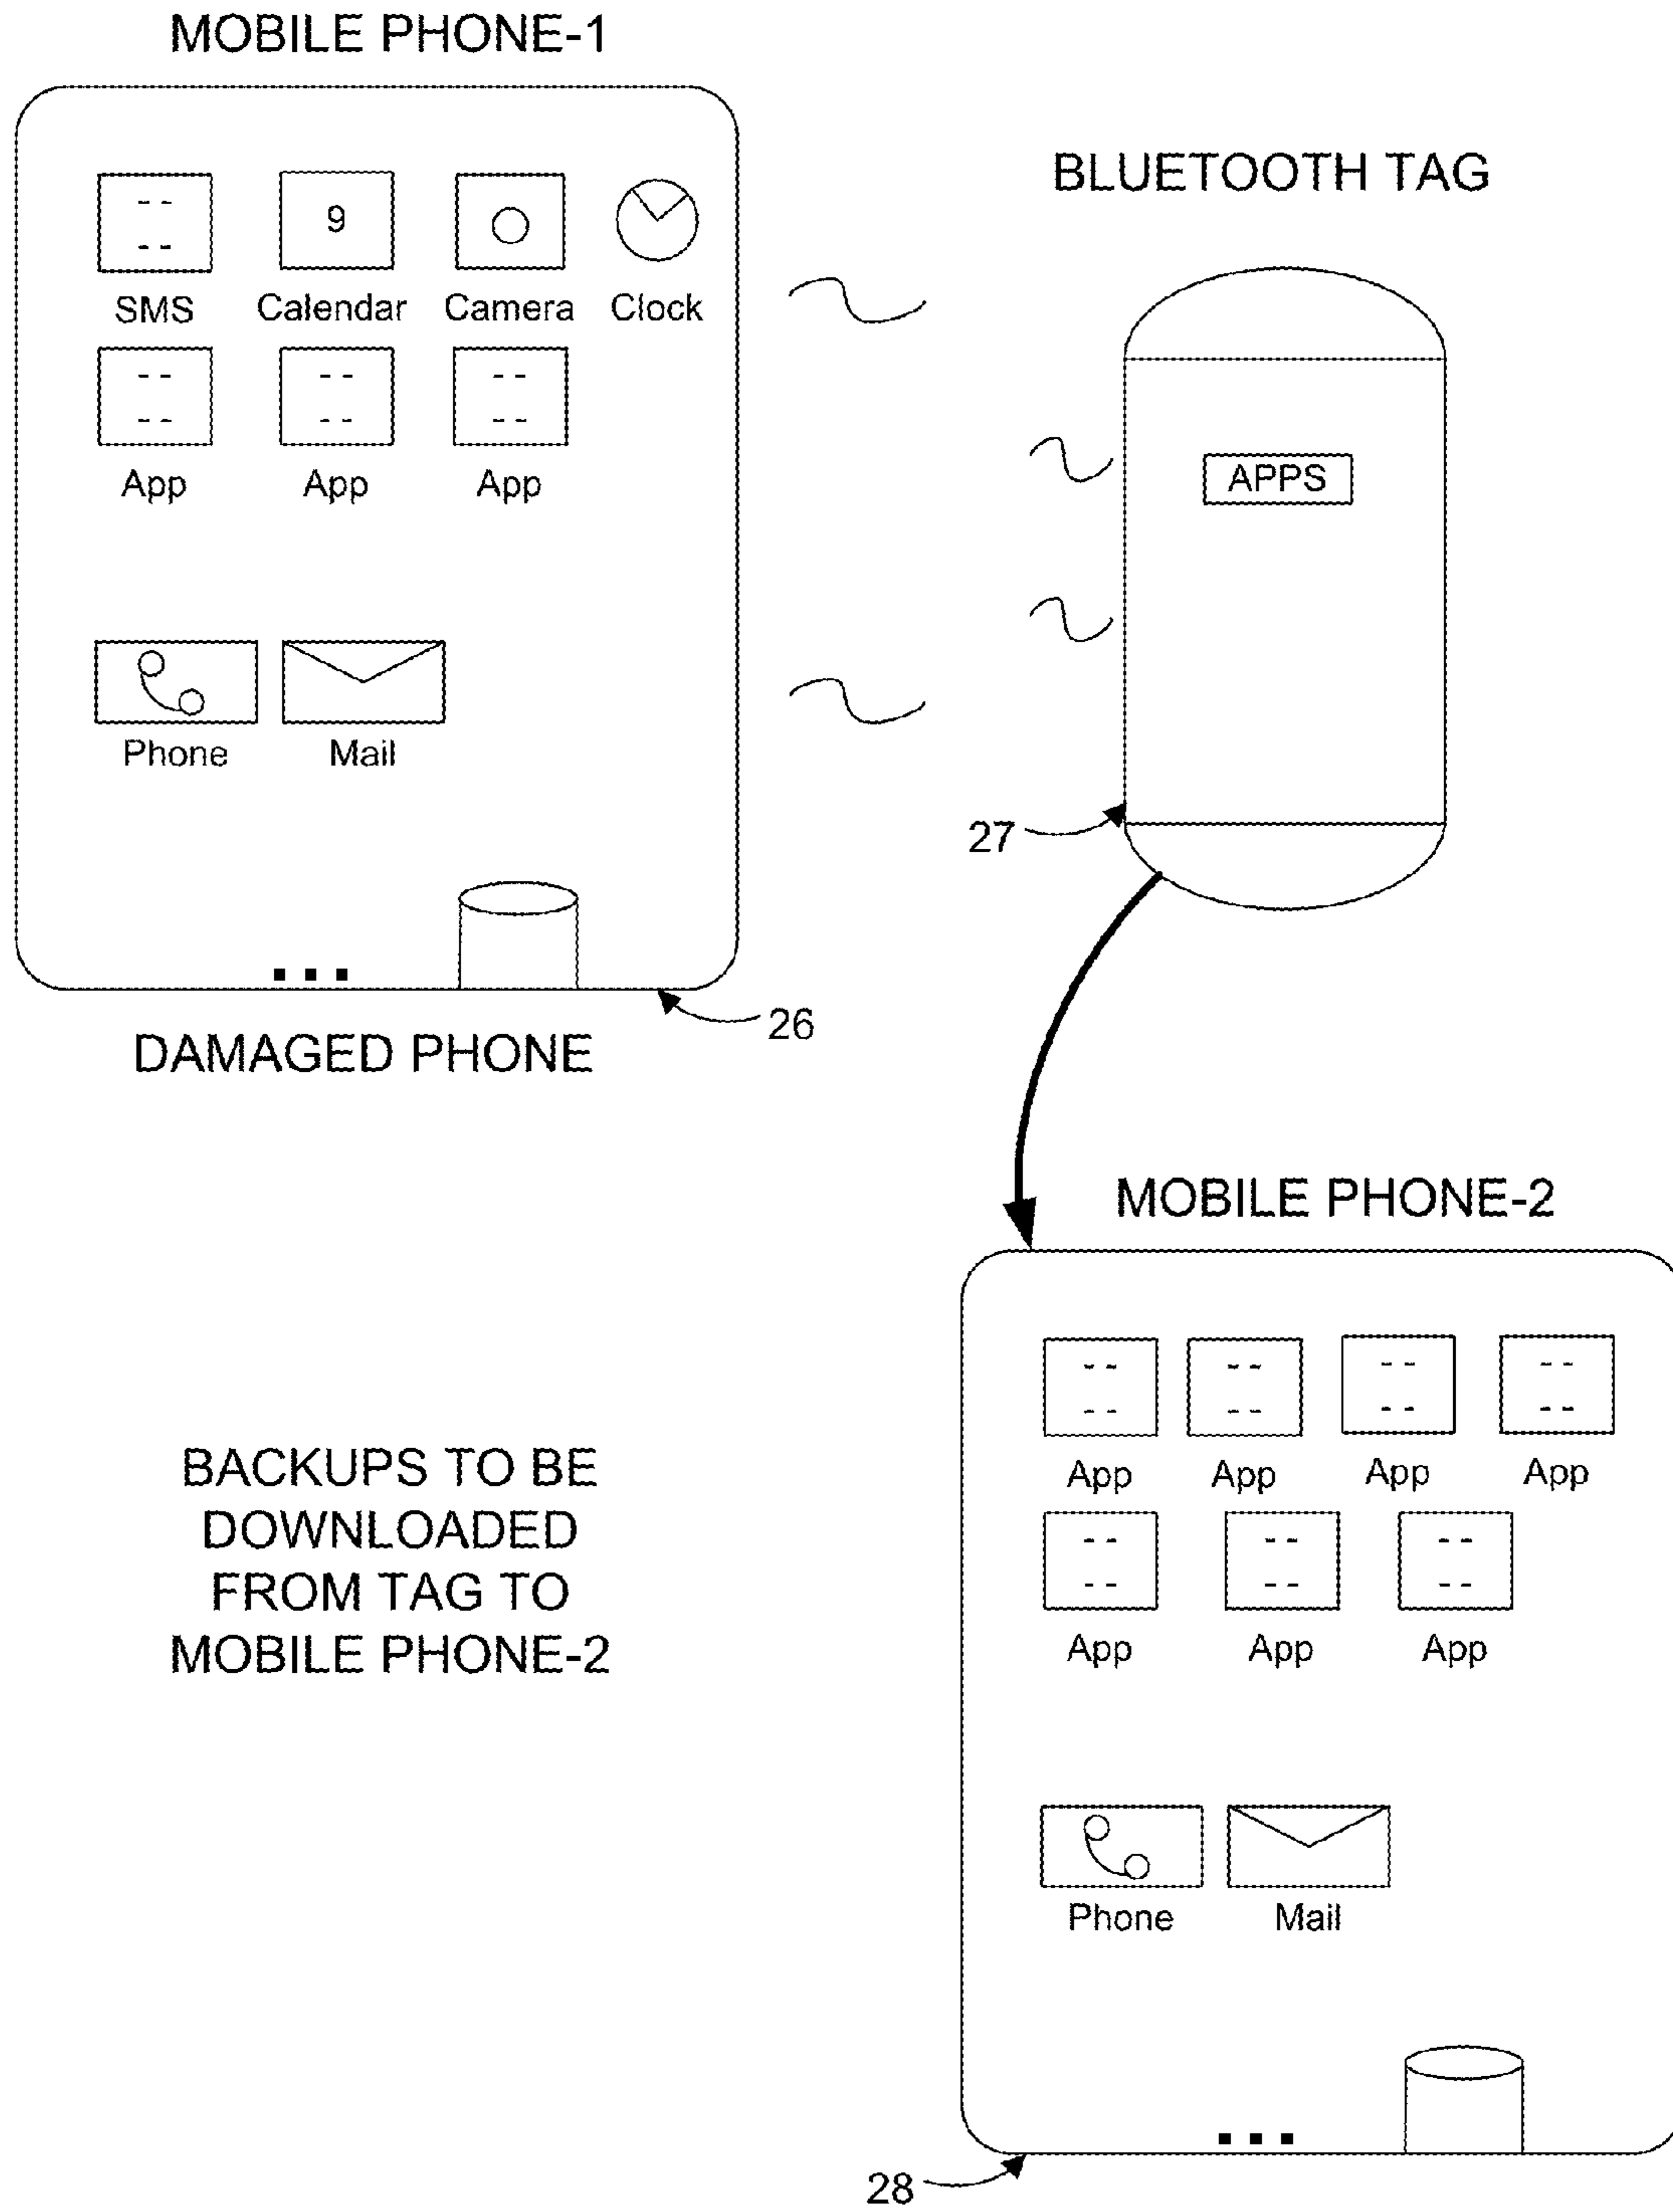 MOBILE PHONE-1
9
SMS Calendar Camera Clock
App App App
Phone Mail
26
DAMAGED PHONE
BLUETOOTH TAG
APPS
27
MOBILE PHONE-2
App App App App
App App App
Phone Mail
28
BACKUPS TO BE
DOWNLOADED
FROM TAG TO
MOBILE PHONE-2